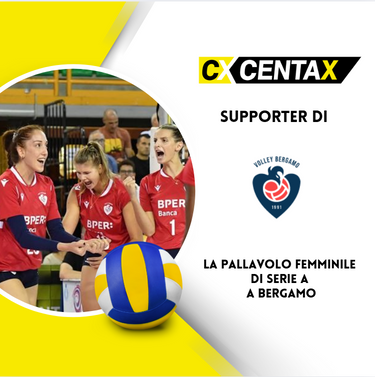 CX CENTAX
SUPPORTER DI
VOLLEY BERGAMO
1991
LA PALLAVOLO FEMMINILE
DI SERIE A
A BERGAMO
BPER:
BPER:
Banca
1